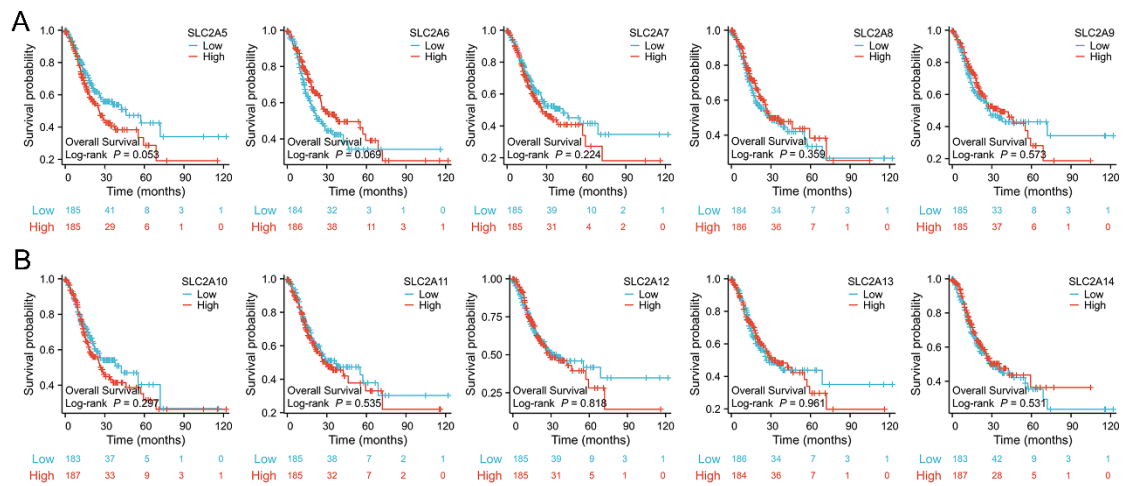 A
SLC2A5
Low
High
Survival probability
1.0
0.8
0.6
0.4
0.2
Overall Survival
Log-rank P = 0.053
0 30 60 90 120
Time (months)
Low 185 41 8 3 1
High 185 29 6 1 0
SLC2A6
Low
High
Survival probability
1.0
0.8
0.6
0.4
Overall Survival
Log-rank P = 0.069
0 30 60 90 120
Time (months)
Low 184 32 3 1 0
High 186 38 11 3 1
SLC2A7
Low
High
Survival probability
1.0
0.8
0.6
0.4
0.2
Overall Survival
Log-rank P = 0.224
0 30 60 90 120
Time (months)
Low 185 39 10 2 1
High 185 31 4 2 0
SLC2A8
Low
High
Survival probability
1.0
0.8
0.6
0.4
Overall Survival
Log-rank P = 0.359
0 30 60 90 120
Time (months)
Low 184 34 7 3 1
High 186 36 7 1 0
SLC2A9
Low
High
Survival probability
1.0
0.8
0.6
0.4
0.2
Overall Survival
Log-rank P = 0.573
0 30 60 90 120
Time (months)
Low 185 33 8 3 1
High 185 37 6 1 0
B
SLC2A10
Low
High
Survival probability
1.0
0.8
0.6
0.4
Overall Survival
Log-rank P = 0.297
0 30 60 90 120
Time (months)
Low 183 37 5 1 0
High 187 33 9 3 1
SLC2A11
Low
High
Survival probability
1.0
0.8
0.6
0.4
0.2
Overall Survival
Log-rank P = 0.535
0 30 60 90 120
Time (months)
Low 185 38 7 2 1
High 185 32 7 2 0
SLC2A12
Low
High
Survival probability
1.00
0.75
0.50
0.25
Overall Survival
Log-rank P = 0.818
0 30 60 90 120
Time (months)
Low 185 39 9 3 1
High 185 31 5 1 0
SLC2A13
Low
High
Survival probability
1.0
0.8
0.6
0.4
0.2
Overall Survival
Log-rank P = 0.961
0 30 60 90 120
Time (months)
Low 186 34 7 3 1
High 184 36 7 1 0
SLC2A14
Low
High
Survival probability
1.0
0.8
0.6
0.4
Overall Survival
Log-rank P = 0.531
0 30 60 90 120
Time (months)
Low 183 42 9 3 1
High 187 28 5 1 0